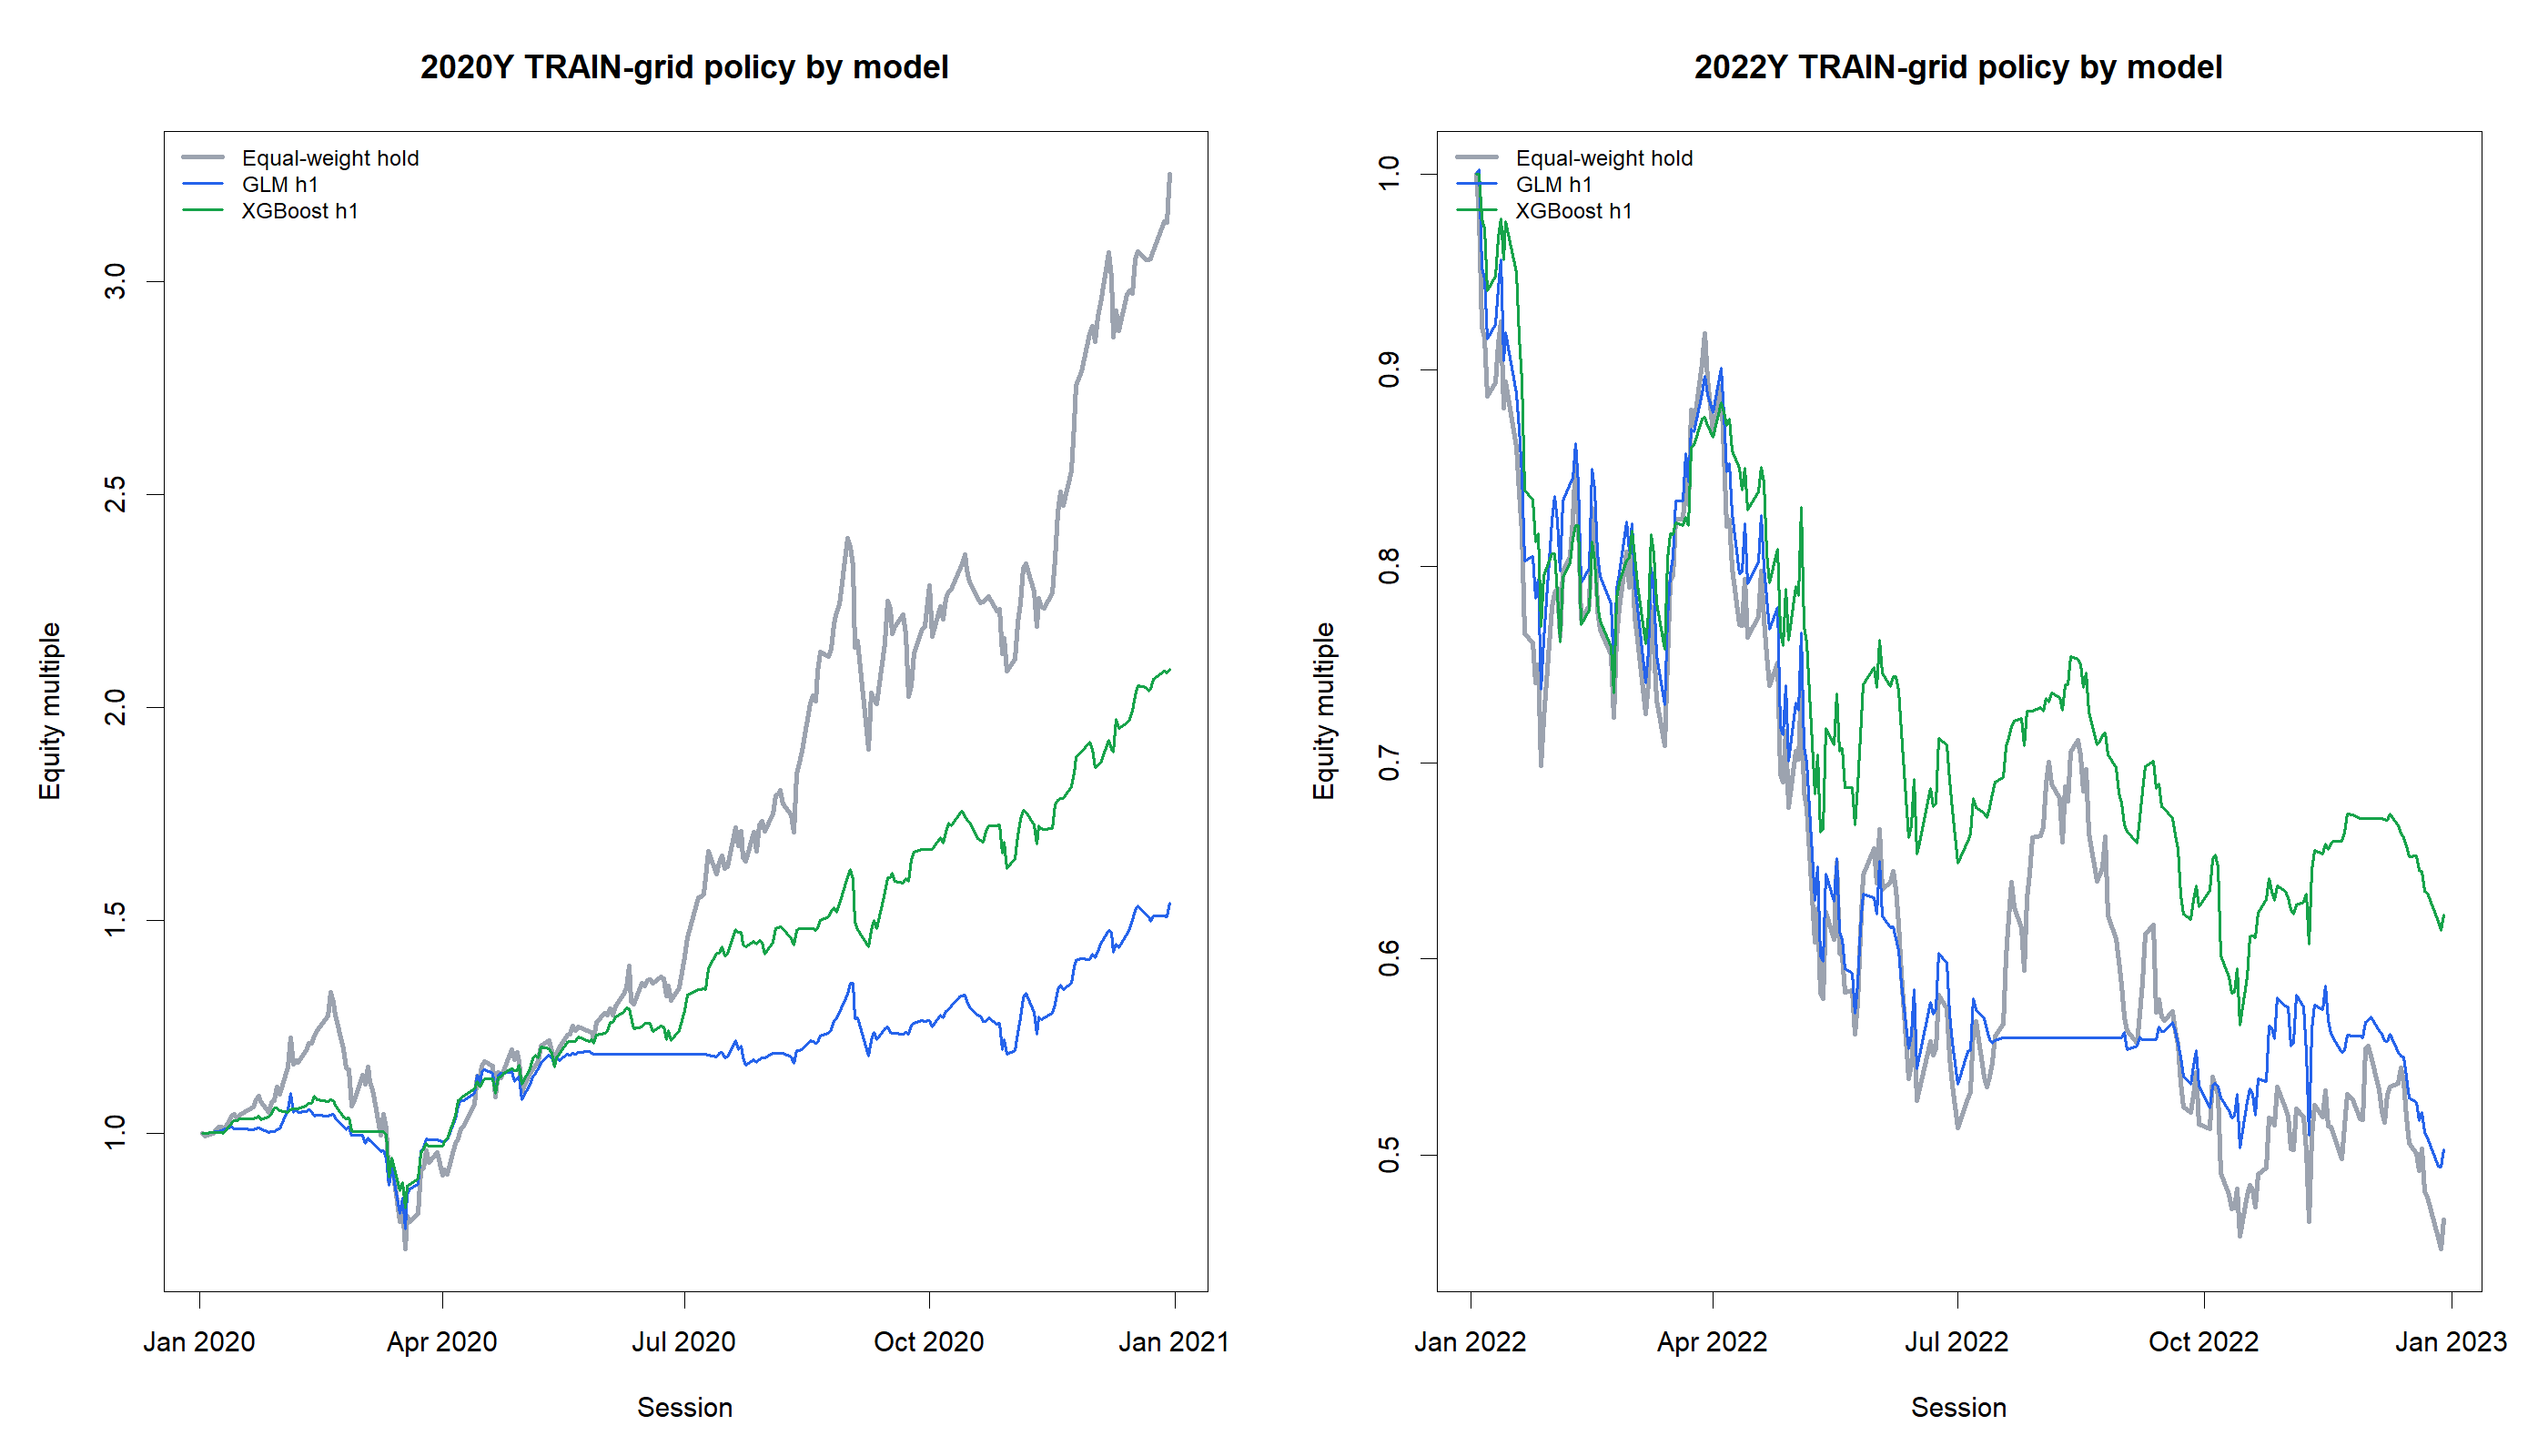 2020Y TRAIN-grid policy by model
Equal-weight hold
GLM h1
XGBoost h1
Equity multiple
3.0
2.5
2.0
1.5
1.0
Jan 2020
Apr 2020
Jul 2020
Oct 2020
Jan 2021
Session
2022Y TRAIN-grid policy by model
Equal-weight hold
GLM h1
XGBoost h1
Equity multiple
1.0
0.9
0.8
0.7
0.6
0.5
Jan 2022
Apr 2022
Jul 2022
Oct 2022
Jan 2023
Session